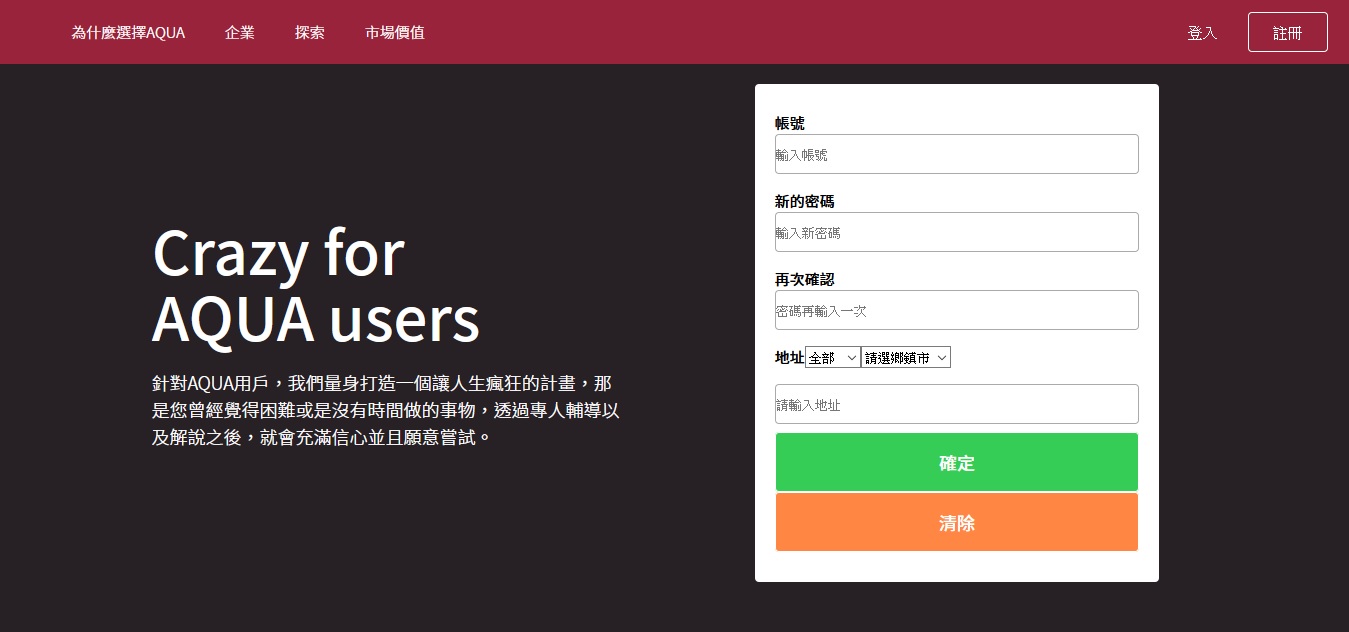 為什麼選擇AQUA 企業 探索 市場價值 登入 註冊
Crazy for
AQUA users
針對AQUA用戶，我們量身打造一個讓人生瘋狂的計畫，那
是您曾經覺得困難或是沒有時間做的事物，透過專人輔導以
及解說之後，就會充滿信心並且願意嘗試。
帳號
輸入帳號
新的密碼
輸入新密碼
再次確認
密碼再輸入一次
地址 全部 請選鄉鎮市
請輸入地址
確定
清除